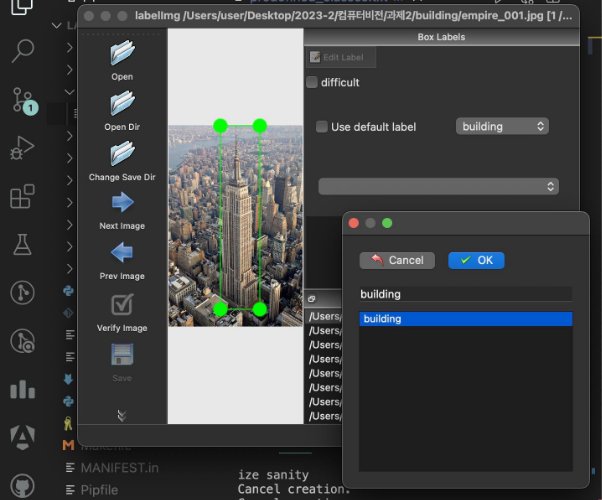 labelImg /Users/user/Desktop/2023-2/컴퓨터비전/과제2/building/empire_001.jpg [1 /...
Box Labels
Open
Open Dir
Change Save Dir
Next Image
Prev Image
Verify Image
Save
Edit Label
difficult
Use default label
building
Cancel
OK
building
building
/Users/
/Users/
/Users/
/Users/
/Users/
/Users/
/Users/
/Users/
1
MANIFEST.in
Pipfile
ize sanity
Cancel creation.